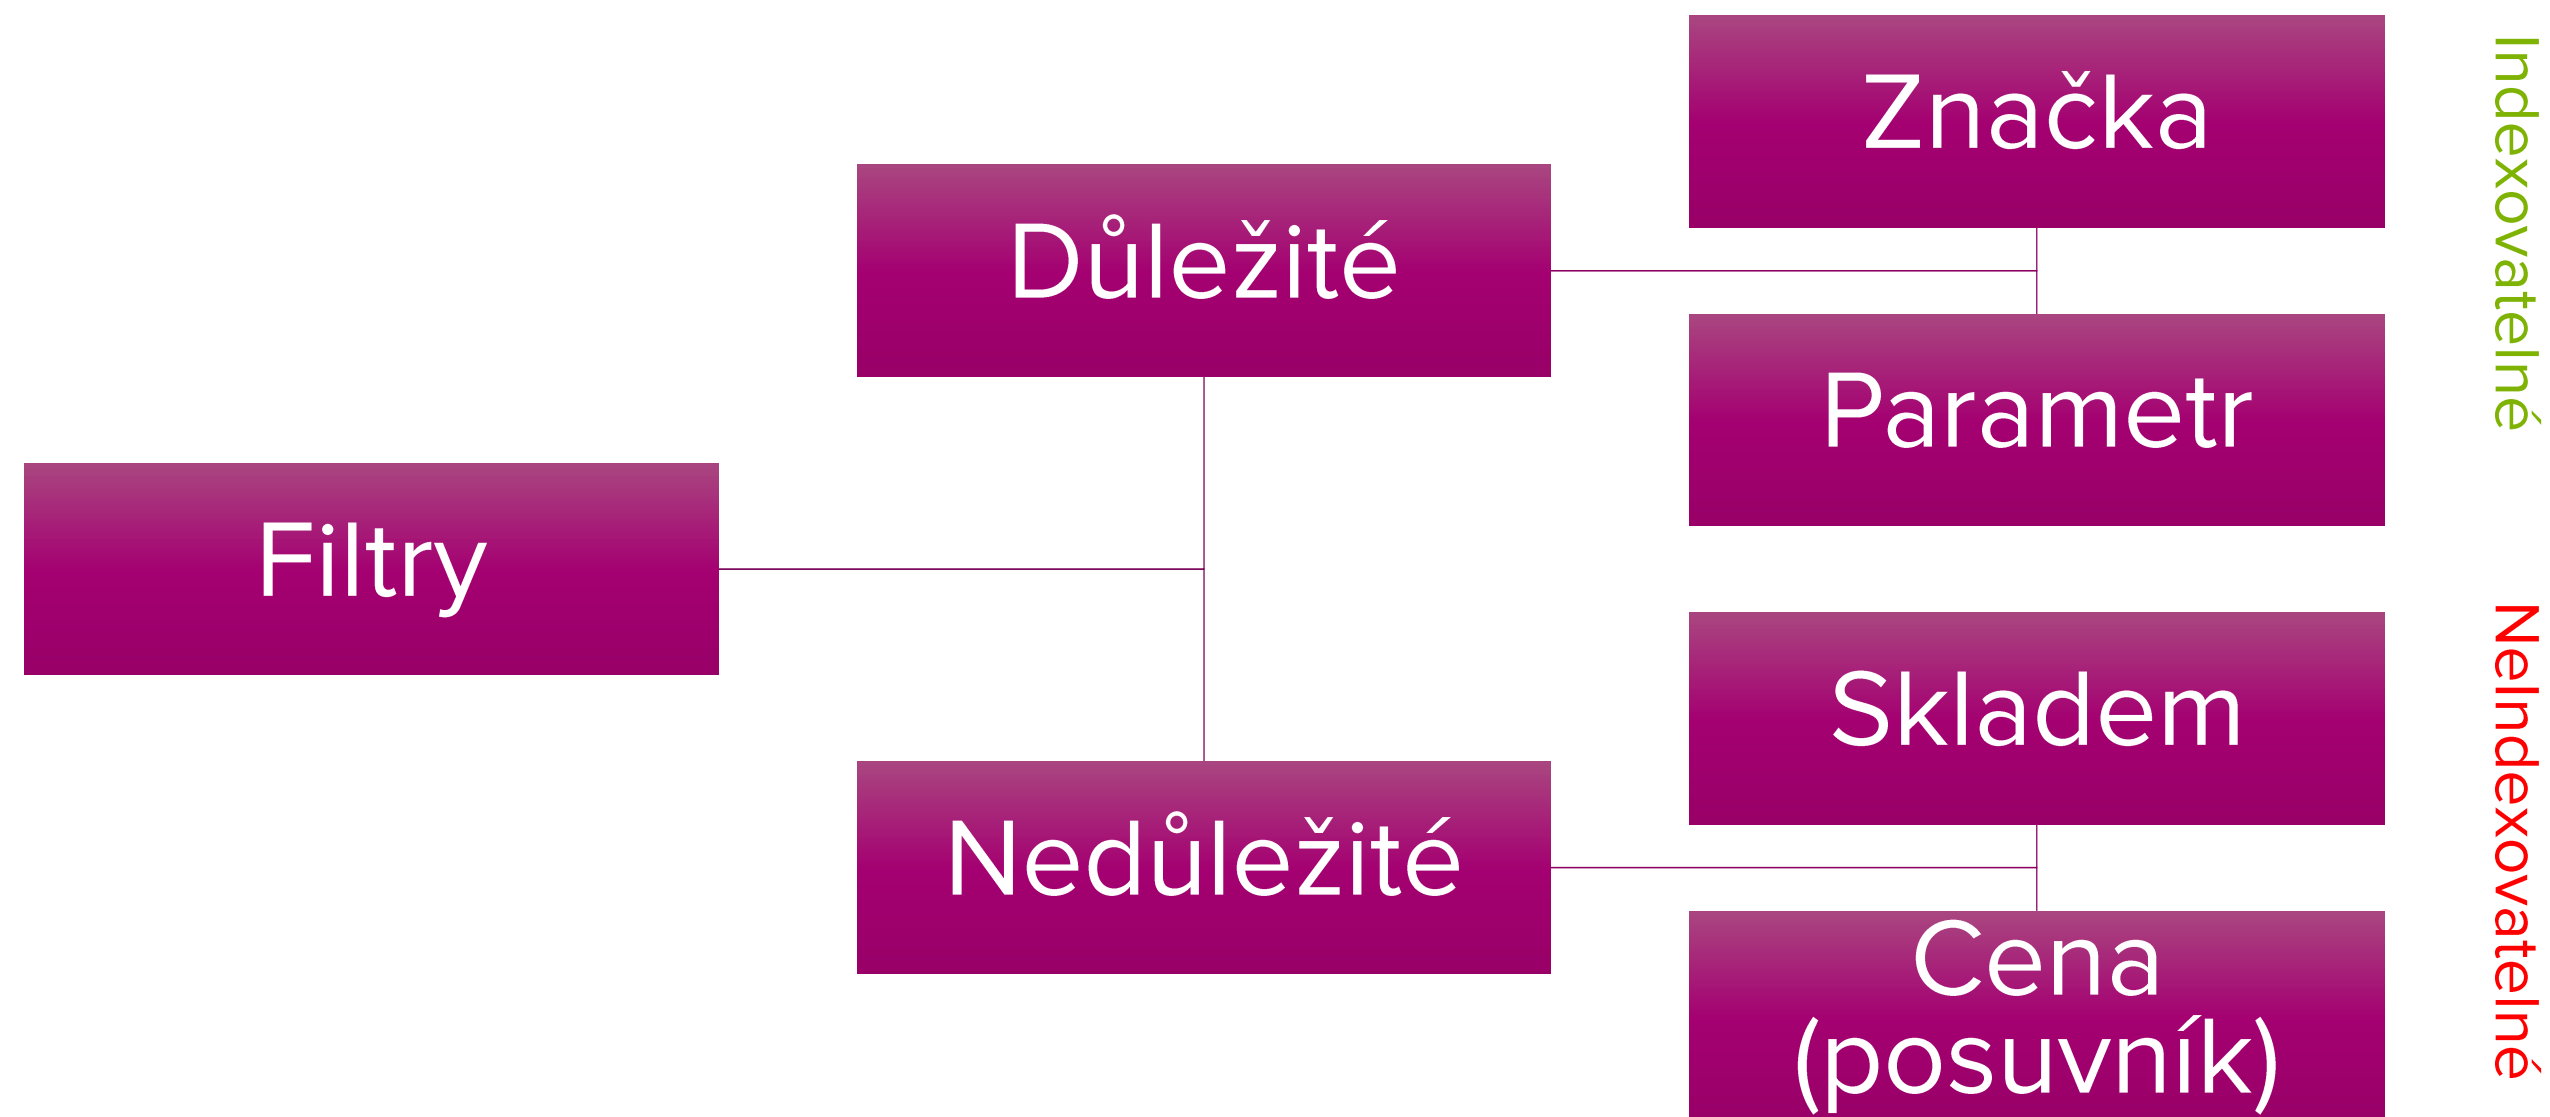 Filtry
Důležité
Značka
Parametr
Nedůležité
Skladem
Cena
(posuvník)
Indexovatelné
NeIndexovatelné